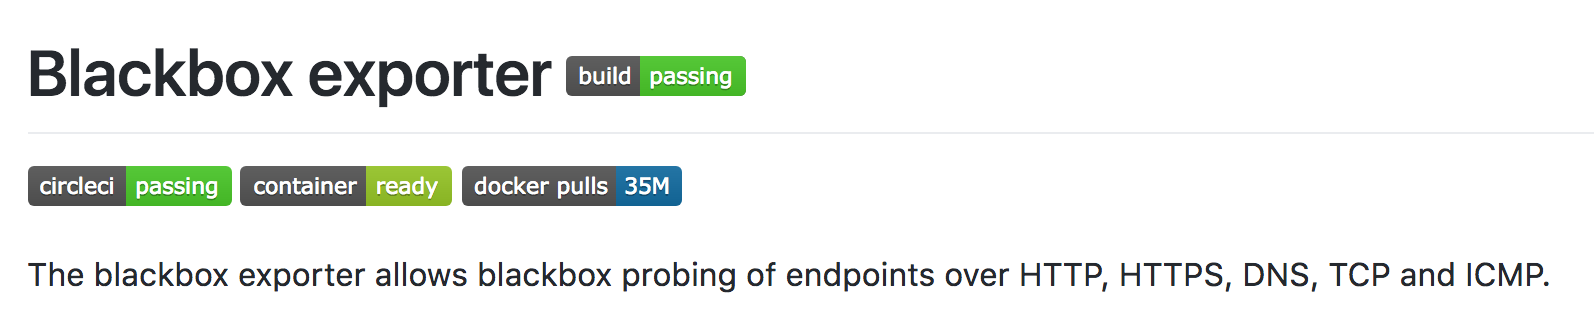 Blackbox exporter build passing
circleci passing container ready docker pulls 35M
The blackbox exporter allows blackbox probing of endpoints over HTTP, HTTPS, DNS, TCP and ICMP.